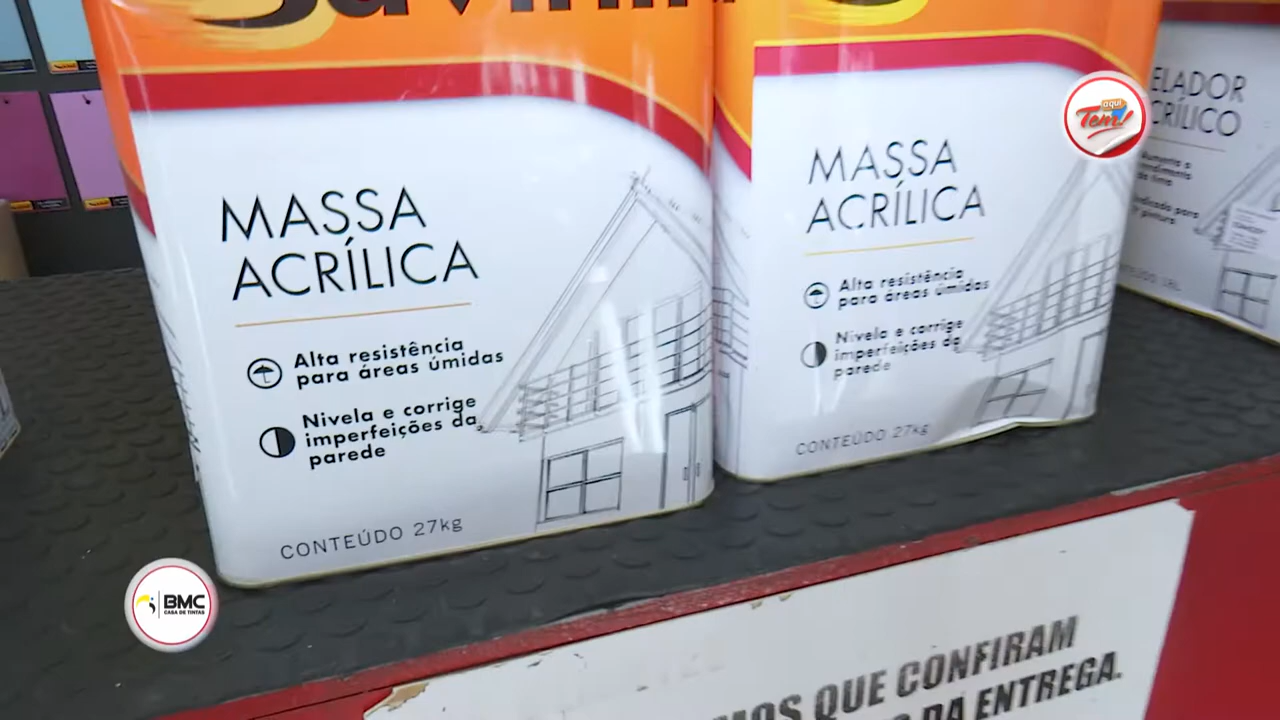 MASSA
ACRÍLICA
Alta resistência
para áreas úmidas
Nivela e corrige
imperfeições da
parede
CONTEÚDO 27kg
MASSA
ACRÍLICA
Alta resistência
para áreas úmidas
Nivela e corrige
imperfeições da
parede
CONTEÚDO 27kg
aqui
Tem!
BMC
CASA DE TINTAS
QUE CONFIRAM
DA ENTREGA.